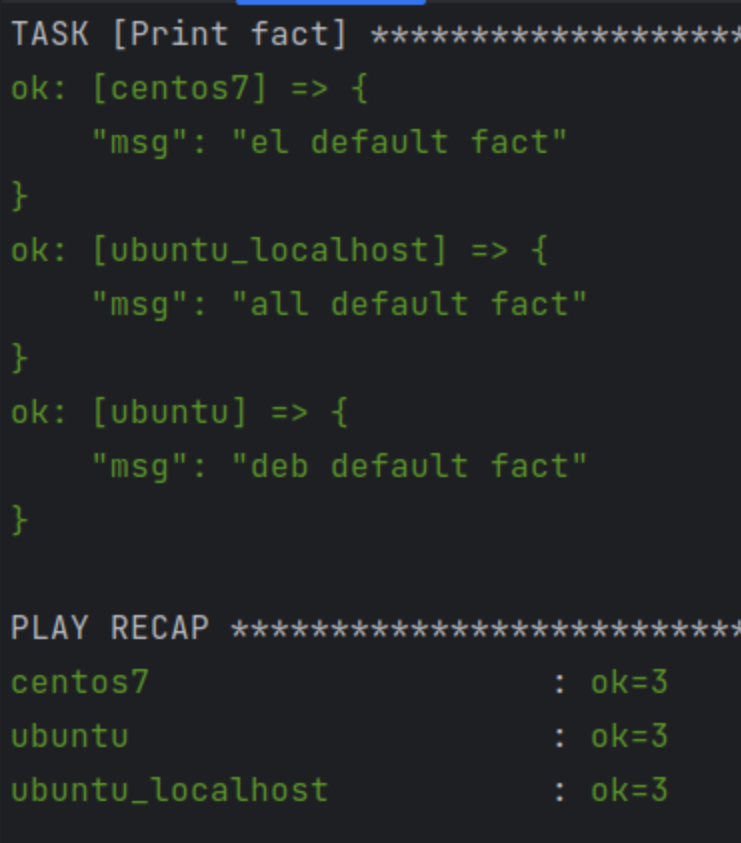 TASK [Print fact] *******************
ok: [centos7] => {
    "msg": "el default fact"
}
ok: [ubuntu_localhost] => {
    "msg": "all default fact"
}
ok: [ubuntu] => {
    "msg": "deb default fact"
}
PLAY RECAP **************************
centos7                    : ok=3
ubuntu                     : ok=3
ubuntu_localhost           : ok=3